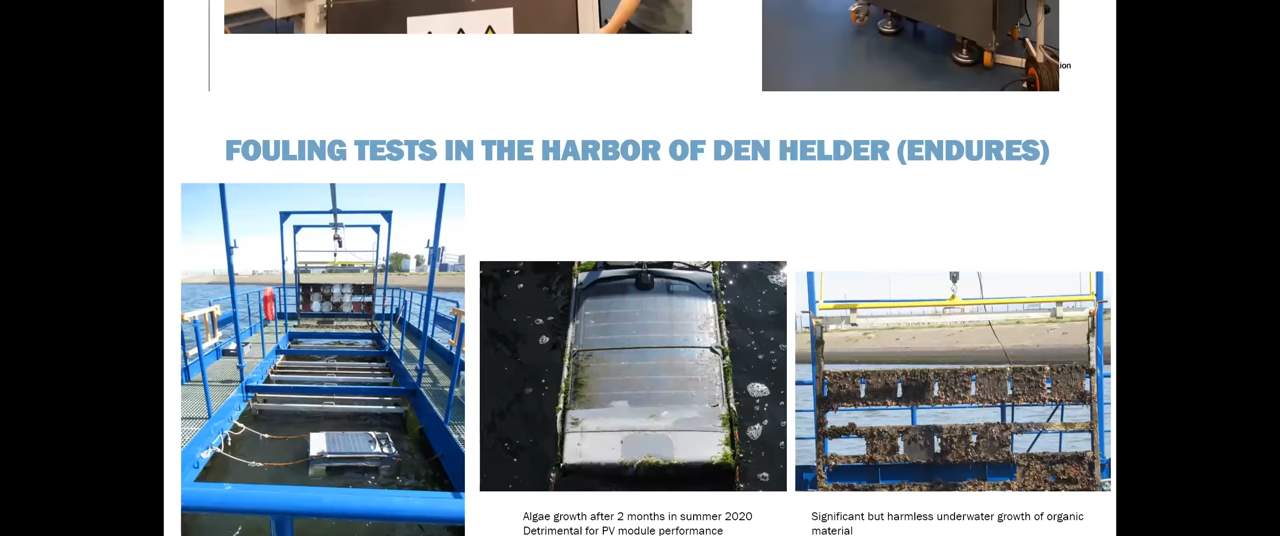 ion
FOULING TESTS IN THE HARBOR OF DEN HELDER (ENDURES)
Algae growth after 2 months in summer 2020
Detrimental for PV module performance
Significant but harmless underwater growth of organic
material